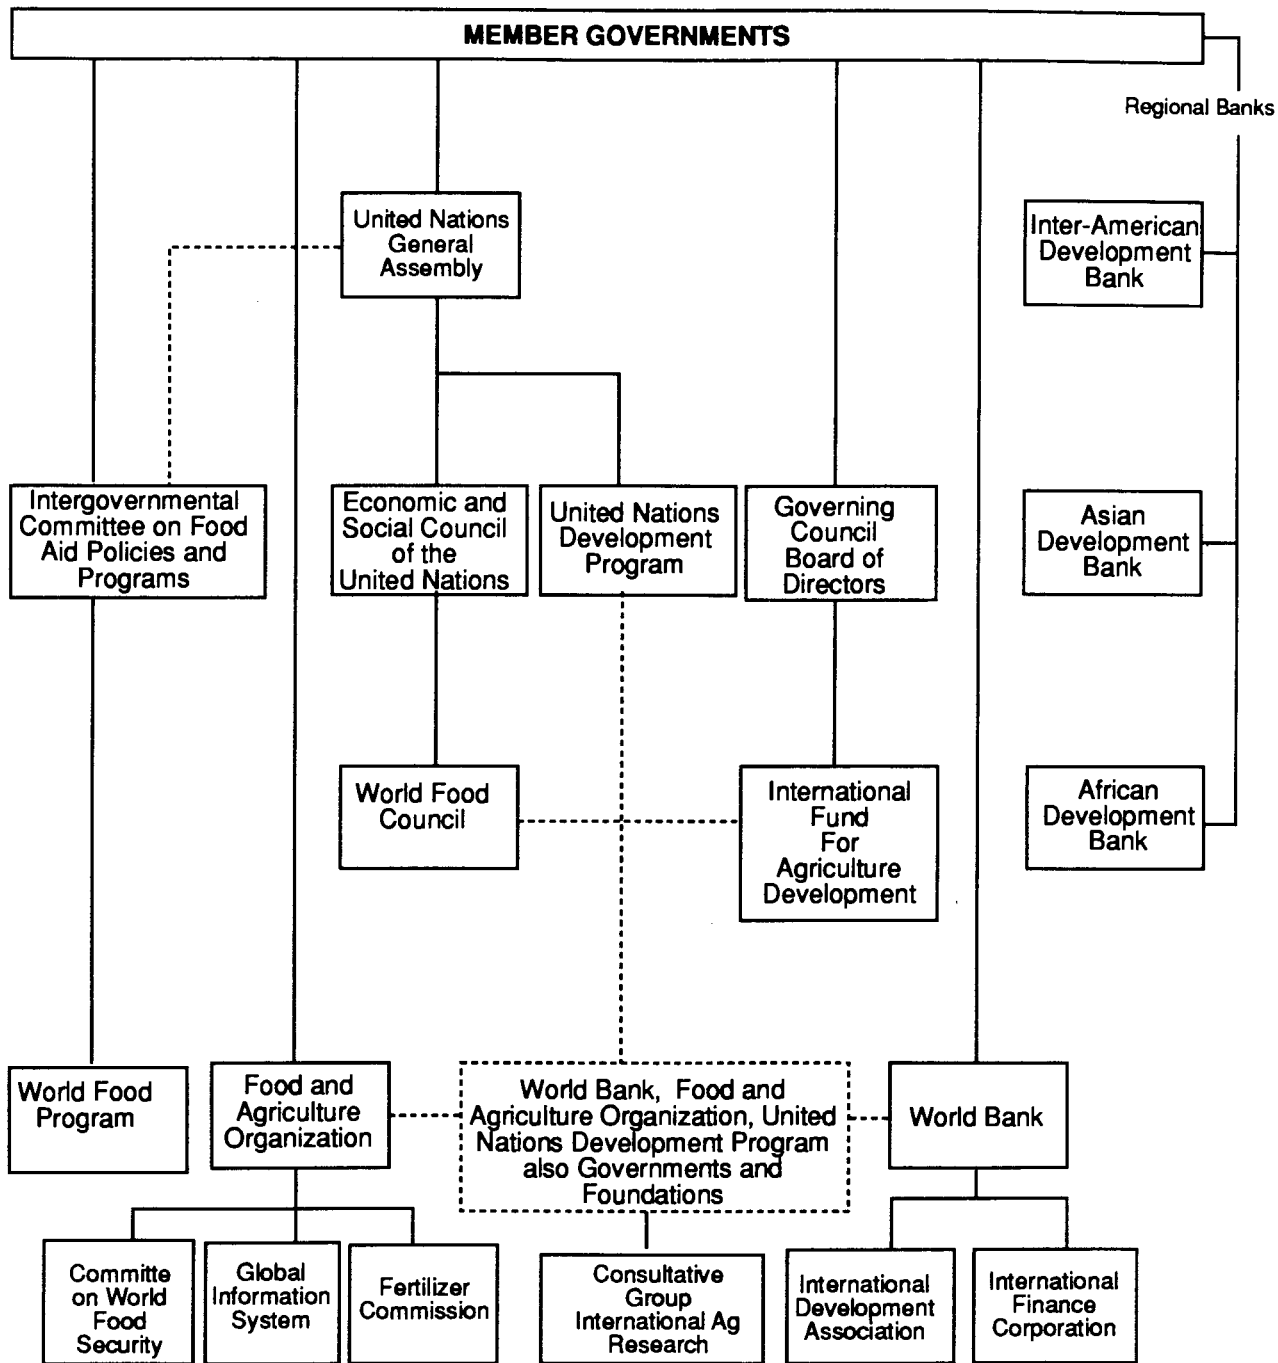 MEMBER GOVERNMENTS
Regional Banks
United Nations
General
Assembly
Inter-American
Development
Bank
Intergovernmental
Committee on Food
Aid Policies and
Programs
Economic and
Social Council
of the
United Nations
United Nations
Development
Program
Governing
Council
Board of
Directors
Asian
Development
Bank
World Food
Council
International
Fund
For
Agriculture
Development
African
Development
Bank
World Food
Program
Food and
Agriculture
Organization
World Bank, Food and
Agriculture Organization, United
Nations Development Program
also Governments and
Foundations
World Bank
Committe
on World
Food
Security
Global
Information
System
Fertilizer
Commission
Consultative
Group
International Ag
Research
International
Development
Association
International
Finance
Corporation